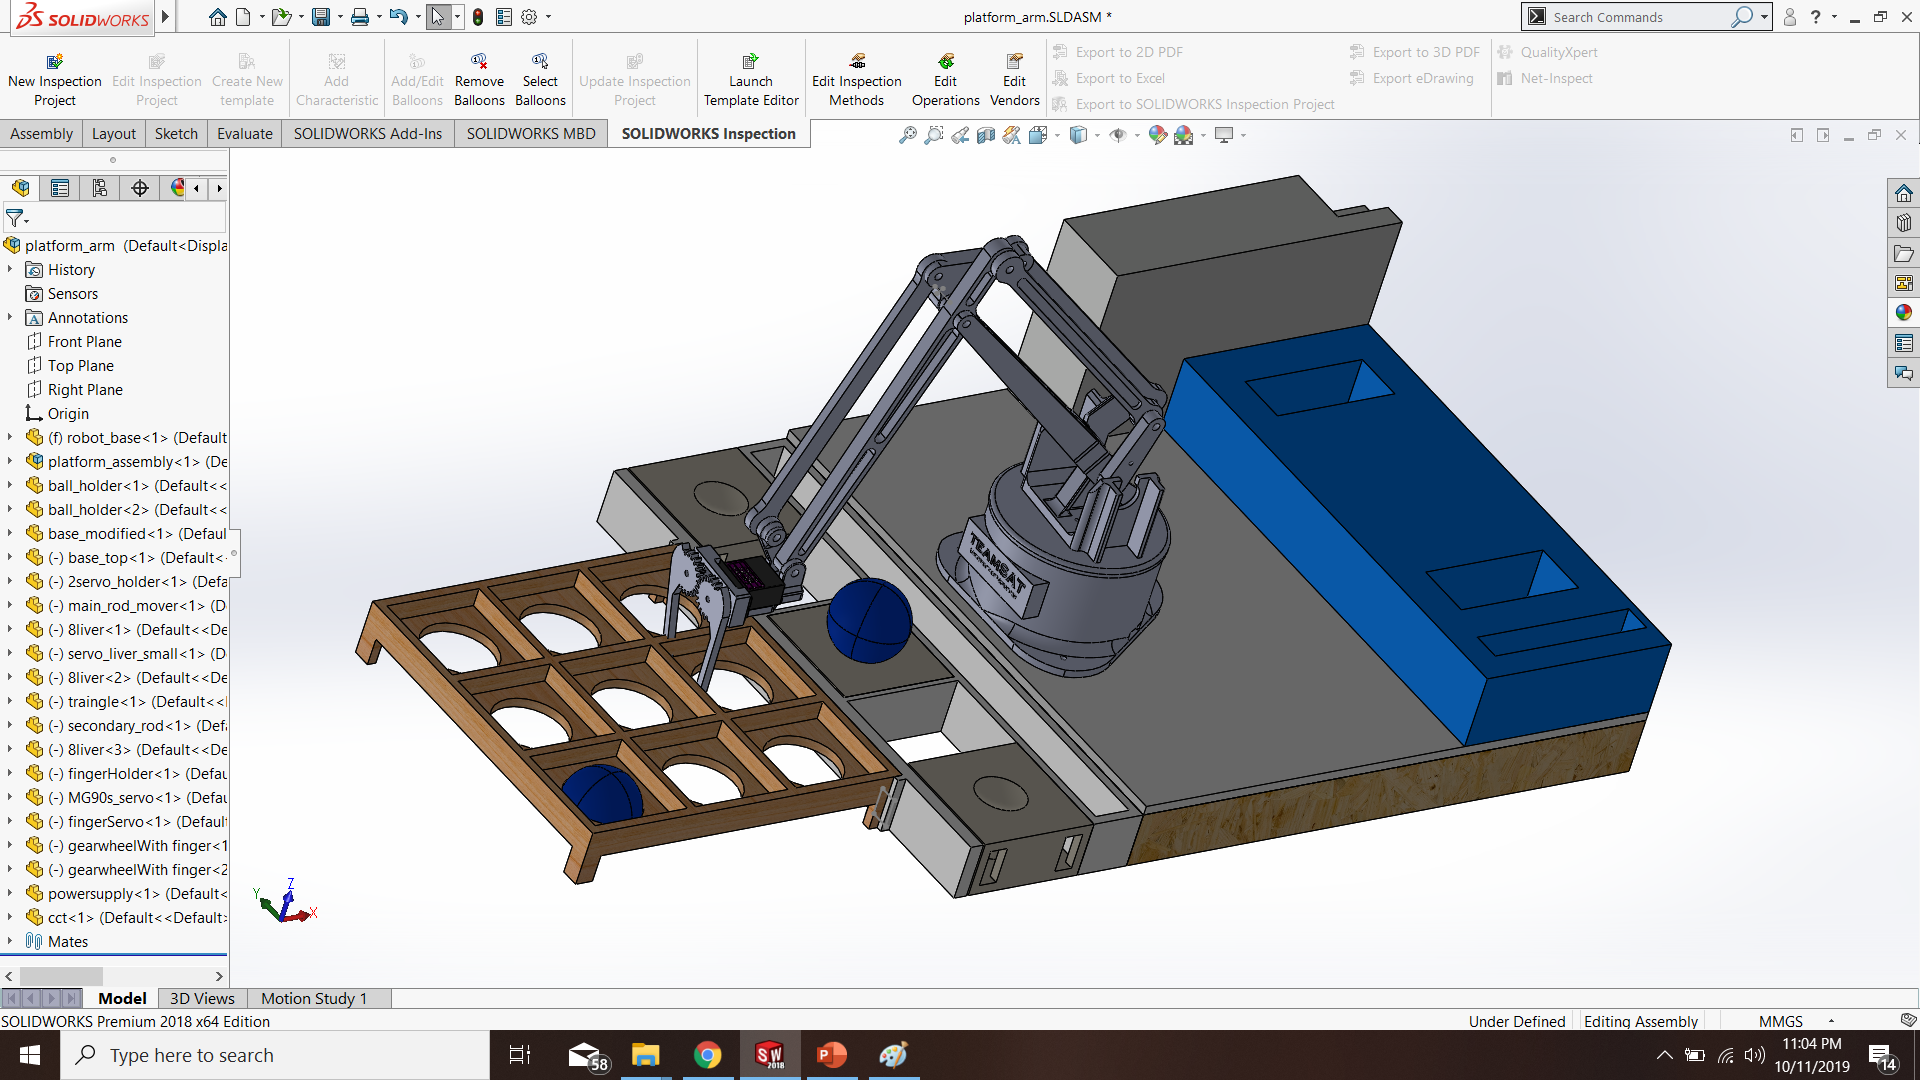 SOLIDWORKS
platform_arm.SLDASM *
Search Commands
?
New Inspection Project
Edit Inspection Project
Create New template
Add Characteristic
Add/Edit Balloons
Remove Balloons
Select Balloons
Update Inspection Project
Launch Template Editor
Edit Inspection Methods
Edit Operations
Edit Vendors
Export to 2D PDF
Export to Excel
Export to SOLIDWORKS Inspection Project
Export to 3D PDF
Export eDrawing
QualityXpert
Net-Inspect
Assembly
Layout
Sketch
Evaluate
SOLIDWORKS Add-Ins
SOLIDWORKS MBD
SOLIDWORKS Inspection
platform_arm (Default<Displa
History
Sensors
Annotations
Front Plane
Top Plane
Right Plane
Origin
(f) robot_base<1> (Default
platform_assembly<1> (De
ball_holder<1> (Default<<
ball_holder<2> (Default<<
base_modified<1> (Defaul
(-) base_top<1> (Default<
(-) 2servo_holder<1> (Defa
(-) main_rod_mover<1> (D
(-) 8liver<1> (Default<<De
(-) servo_liver_small<1> (D
(-) 8liver<2> (Default<<De
(-) traingle<1> (Default<<
(-) secondary_rod<1> (Def
(-) 8liver<3> (Default<<De
(-) fingerHolder<1> (Defau
(-) MG90s_servo<1> (Defau
(-) fingerServo<1> (Default
(-) gearwheelWith finger<1
(-) gearwheelWith finger<2
powersupply<1> (Default<
cct<1> (Default<<Default>
Mates
TEAMSAT
Y
Z
X
Model
3D Views
Motion Study 1
SOLIDWORKS Premium 2018 x64 Edition
Under Defined
Editing Assembly
MMGS
Type here to search
58
SW
2018
11:04 PM
10/11/2019
14